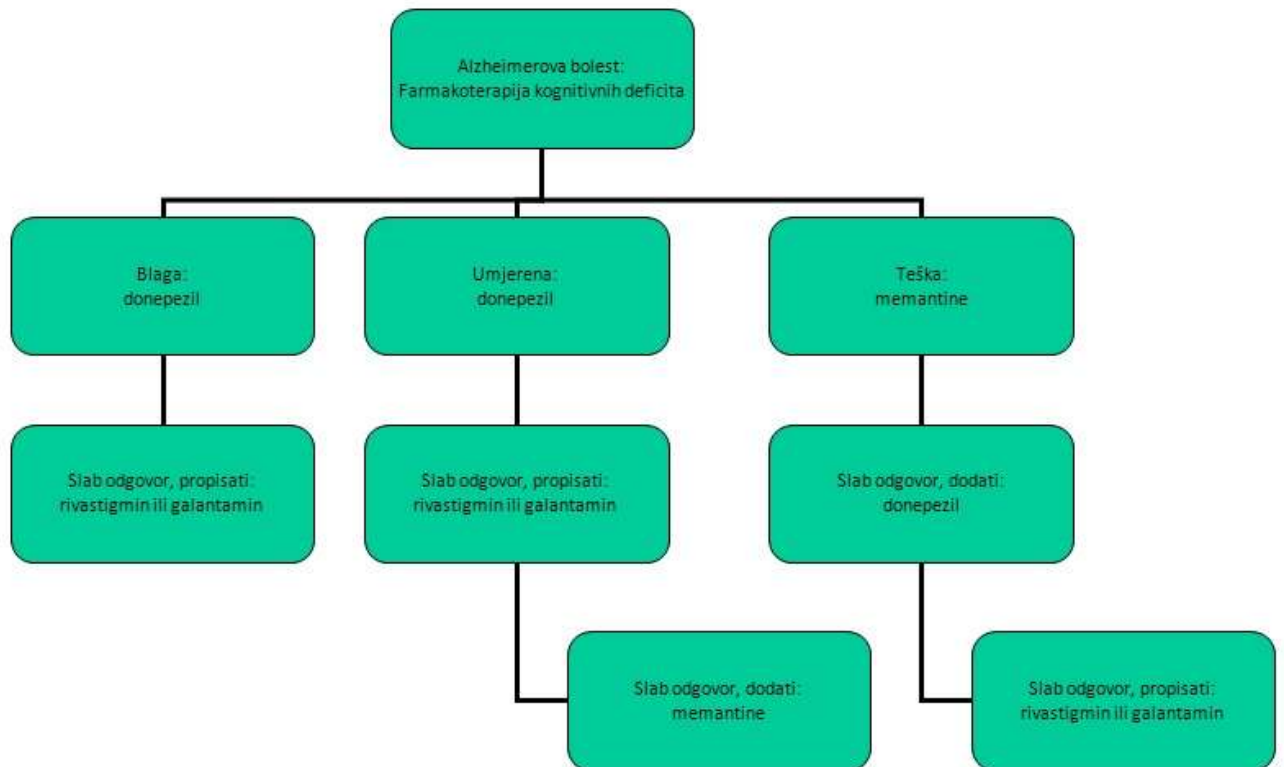 Alzheimerova bolest:
Farmakoterapija kognitivnih deficita
Blaga:
donepezil
Umjerena:
donepezil
Teška:
memantine
Slab odgovor, propisati:
rivastigmin ili galantamin
Slab odgovor, propisati:
rivastigmin ili galantamin
Slab odgovor, dodati:
donepezil
Slab odgovor, dodati:
memantine
Slab odgovor, propisati:
rivastigmin ili galantamin